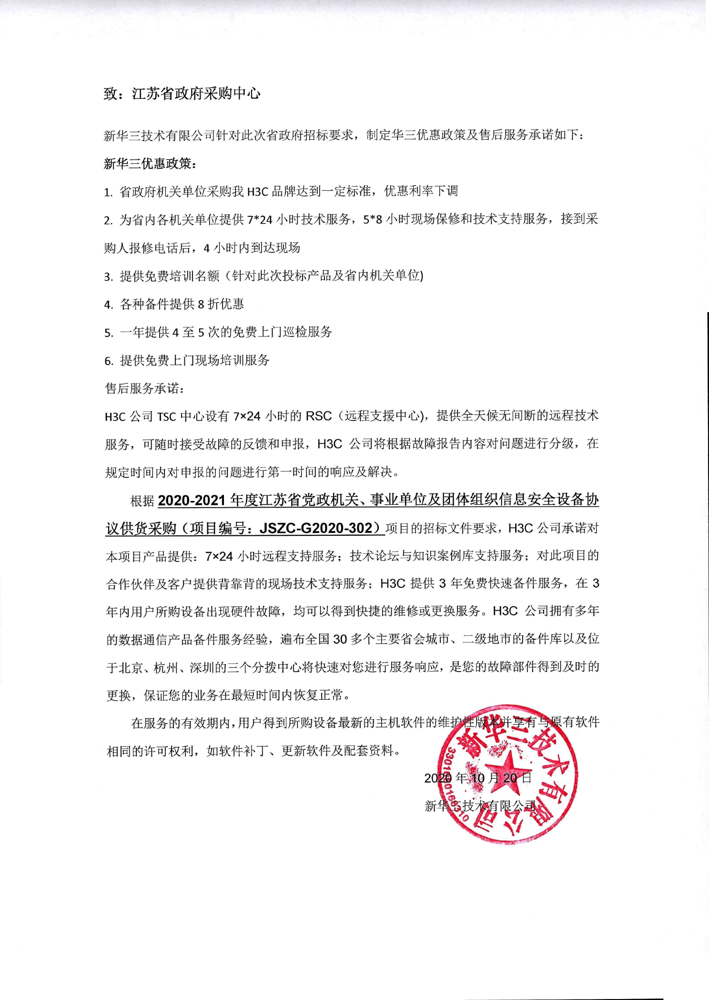 致：江苏省政府采购中心
新华三技术有限公司针对此次省政府招标要求，制定华三优惠政策及售后服务承诺如下：
新华三优惠政策：
1. 省政府机关单位采购我 H3C 品牌达到一定标准，优惠利率下调
2. 为省内各机关单位提供 7*24 小时技术服务，5*8 小时现场保修和技术支持服务，接到采
购人报修电话后，4 小时内到达现场
3. 提供免费培训名额（针对此次投标产品及省内机关单位)
4. 各种备件提供 8 折优惠
5. 一年提供 4 至 5 次的免费上门巡检服务
6. 提供免费上门现场培训服务
售后服务承诺：
H3C 公司 TSC 中心设有 7×24 小时的 RSC（远程支援中心)，提供全天候无间断的远程技术
服务，可随时接受故障的反馈和申报，H3C 公司将根据故障报告内容对问题进行分级，在
规定时间内对申报的问题进行第一时间的响应及解决。
根据 2020-2021 年度江苏省党政机关、事业单位及团体组织信息安全设备协
议供货采购（项目编号：JSZC-G2020-302）项目的招标文件要求，H3C 公司承诺对
本项目产品提供：7×24 小时远程支持服务；技术论坛与知识案例库支持服务；对此项目的
合作伙伴及客户提供背靠背的现场技术支持服务；H3C 提供 3 年免费快速备件服务，在 3
年内用户所购设备出现硬件故障，均可以得到快捷的维修或更换服务。H3C 公司拥有多年
的数据通信产品备件服务经验，遍布全国 30 多个主要省会城市、二级地市的备件库以及位
于北京、杭州、深圳的三个分拨中心将快速对您进行服务响应，是您的故障部件得到及时的
更换，保证您的业务在最短时间内恢复正常。
在服务的有效期内，用户得到所购设备最新的主机软件的维护性版本并享有与原有软件
相同的许可权利，如软件补丁、更新软件及配套资料。
2020 年 10 月 20 日
新华三技术有限公司
新华三技术有限公司